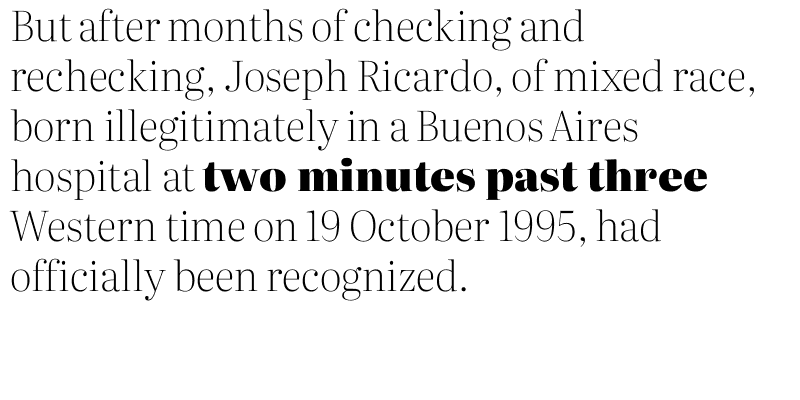 But after months of checking and
rechecking, Joseph Ricardo, of mixed race,
born illegitimately in a Buenos Aires
hospital at two minutes past three
Western time on 19 October 1995, had
officially been recognized.